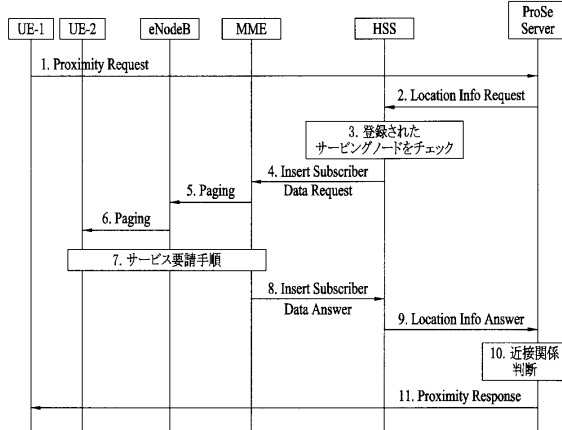 ProSe
UE-1 UE-2 eNodeB MME HSS Server
1. Proximity Request
2. Location Info Request
3. 登録された
サービングノードをチェック
4. Insert Subscriber
Data Request
5. Paging
6. Paging
7. サービス要請手順
8. Insert Subscriber
Data Answer
9. Location Info Answer
10. 近接関係
判断
11. Proximity Response